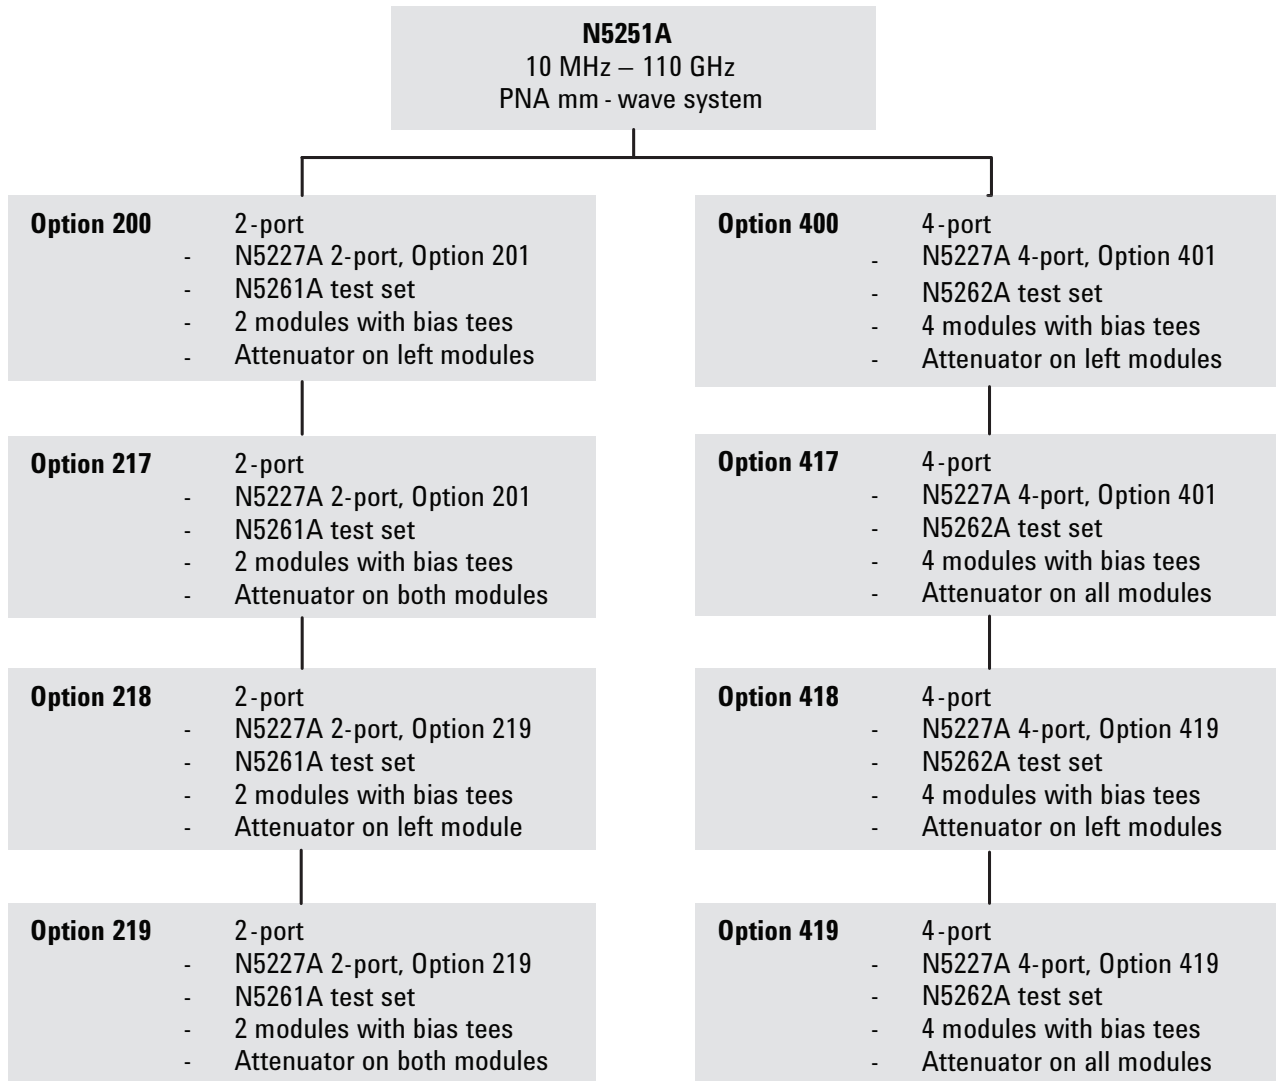 N5251A
10 MHz – 110 GHz
PNA mm - wave system
Option 200 2-port
- N5227A 2-port, Option 201
- N5261A test set
- 2 modules with bias tees
- Attenuator on left modules
Option 217 2-port
- N5227A 2-port, Option 201
- N5261A test set
- 2 modules with bias tees
- Attenuator on both modules
Option 218 2-port
- N5227A 2-port, Option 219
- N5261A test set
- 2 modules with bias tees
- Attenuator on left module
Option 219 2-port
- N5227A 2-port, Option 219
- N5261A test set
- 2 modules with bias tees
- Attenuator on both modules
Option 400 4-port
- N5227A 4-port, Option 401
- N5262A test set
- 4 modules with bias tees
- Attenuator on left modules
Option 417 4-port
- N5227A 4-port, Option 401
- N5262A test set
- 4 modules with bias tees
- Attenuator on all modules
Option 418 4-port
- N5227A 4-port, Option 419
- N5262A test set
- 4 modules with bias tees
- Attenuator on left modules
Option 419 4-port
- N5227A 4-port, Option 419
- N5262A test set
- 4 modules with bias tees
- Attenuator on all modules